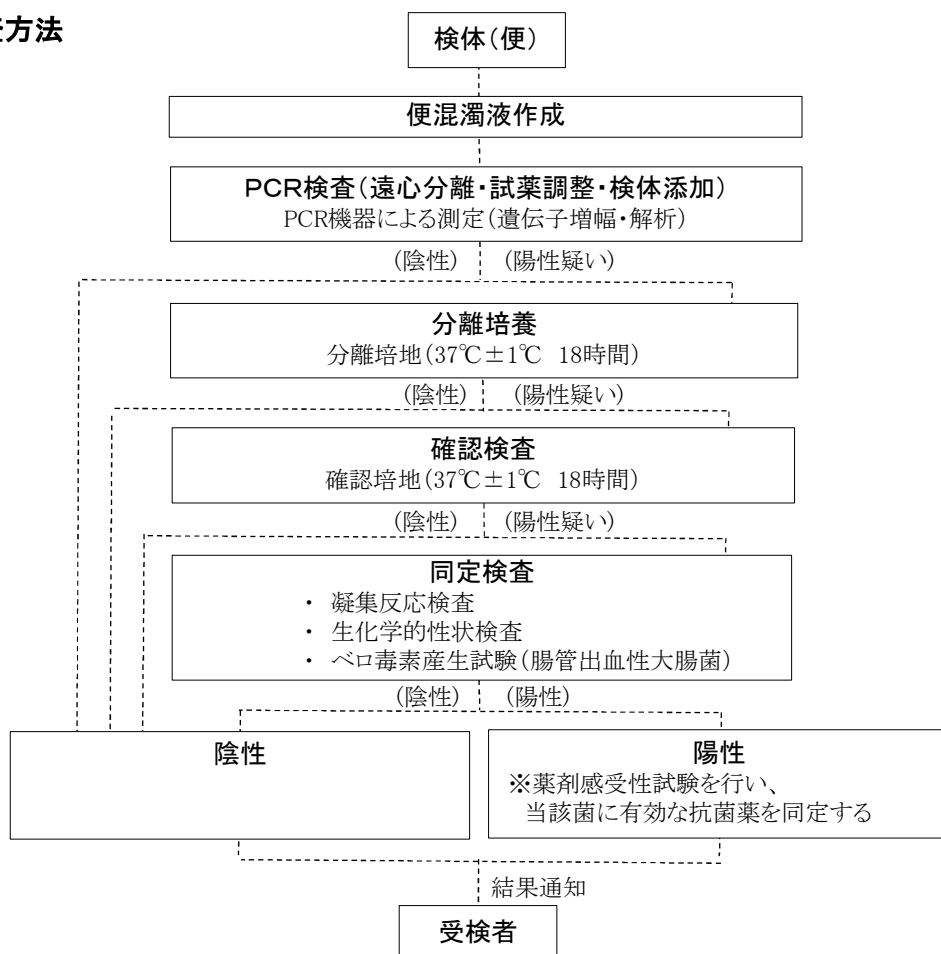 方法
検体(便)
便混濁液作成
PCR検査(遠心分離・試薬調整・検体添加)
PCR機器による測定(遺伝子増幅・解析)
(陰性) (陽性疑い)
分離培養
分離培地(37℃±1℃ 18時間)
(陰性) (陽性疑い)
確認検査
確認培地(37℃±1℃ 18時間)
(陰性) (陽性疑い)
同定検査
・ 凝集反応検査
・ 生化学的性状検査
・ ベロ毒素産生試験(腸管出血性大腸菌)
(陰性) (陽性)
陰性
陽性
※薬剤感受性試験を行い、
当該菌に有効な抗菌薬を同定する
結果通知
受検者